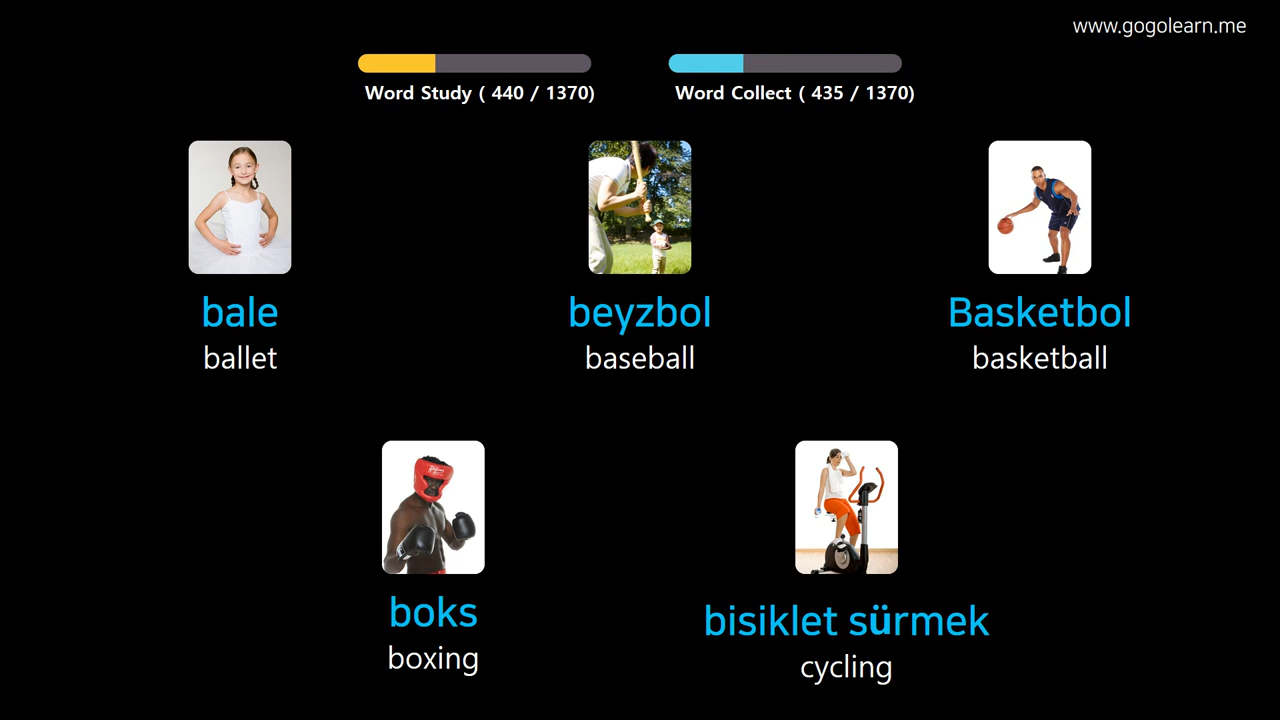 www.gogolearn.me
Word Study ( 440 / 1370)
Word Collect ( 435 / 1370)
bale
ballet
beyzbol
baseball
Basketbol
basketball
boks
boxing
bisiklet sürmek
cycling